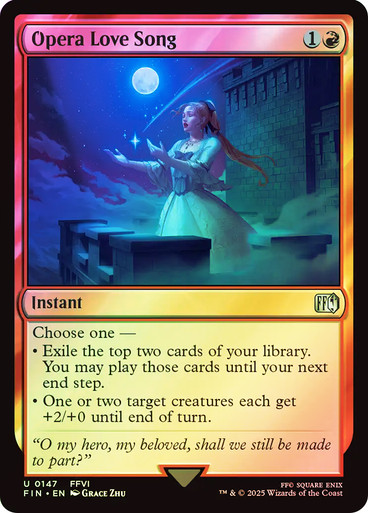 Opera Love Song 1
Instant FFVI
Choose one —
• Exile the top two cards of your library.
You may play those cards until your next
end step.
• One or two target creatures each get
+2/+0 until end of turn.
“O my hero, my beloved, shall we still be made
to part?”
U 0147 FFVI
FIN • EN Grace Zhu
FF© SQUARE ENIX
™ & © 2025 Wizards of the Coast